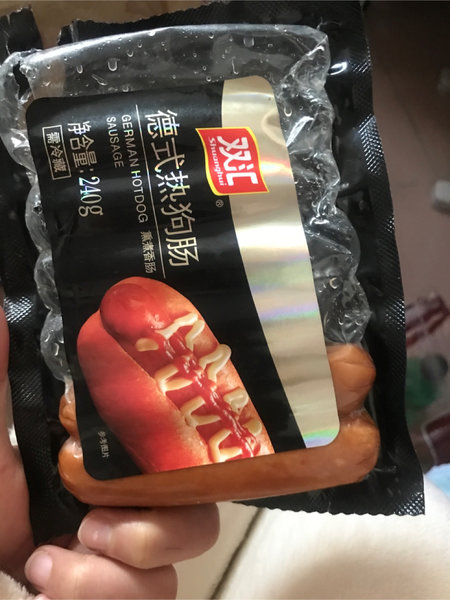 双汇
Shuanghui
®
德式热狗肠
GERMAN HOTDOG 熏煮香肠
SAUSAGE
净含量: 240g
需冷藏
参考图片